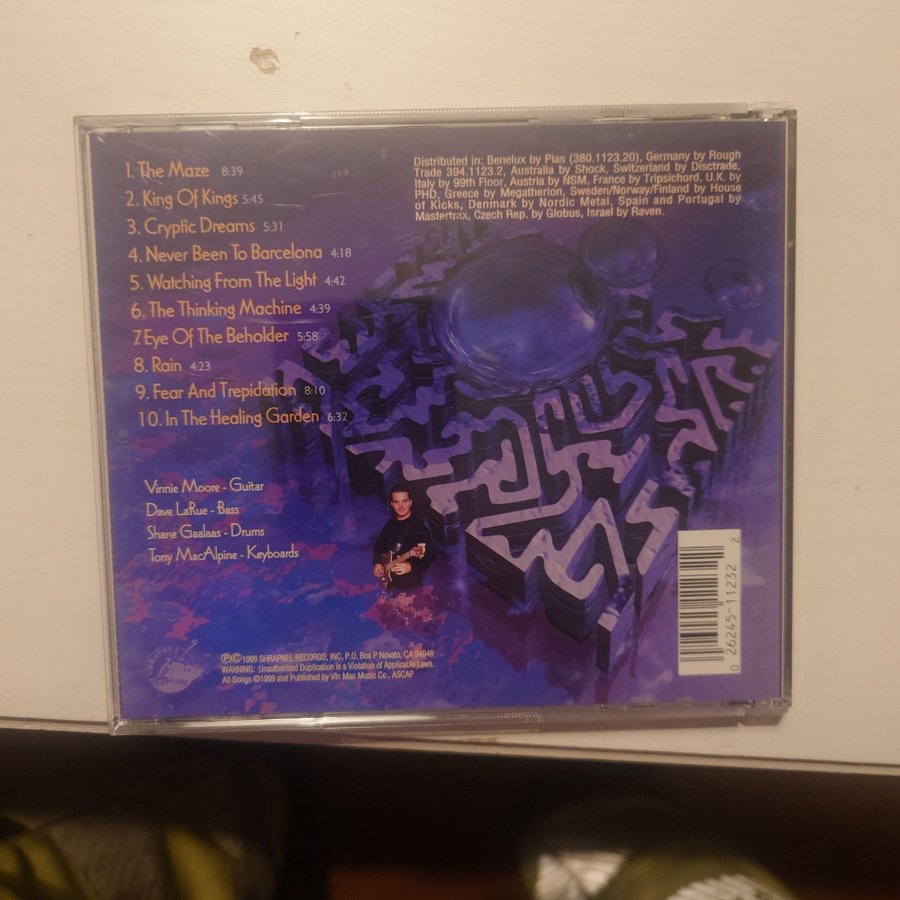 1. The Maze 8:39
2. King Of Kings 5:45
3. Cryptic Dreams 5:31
4. Never Been To Barcelona 4:18
5. Watching From The Light 4:42
6. The Thinking Machine 4:39
7. Eye Of The Beholder 5:58
8. Rain 4:23
9. Fear And Trepidation 8:10
10. In The Healing Garden 6:32
Distributed in: Benelux by Pias (380.1123.20), Germany by Rough
Trade 394.1123.2, Australia by Shock, Switzerland by Disctrade,
Italy by 99th Floor, Austria by NSM, France by Tripsichord, U.K. by
PHD, Greece by Megatherion, Sweden/Norway/Finland by House
of Kicks, Denmark by Nordic Metal, Spain and Portugal by
Mastertrax, Czech Rep. by Globus, Israel by Raven.
Vinnie Moore - Guitar
Dave LaRue - Bass
Shane Gaalaas - Drums
Tony MacAlpine - Keyboards
SHRAPNEL
RECORDS
ⓅⒸ1999 SHRAPNEL RECORDS, INC, P.O. Box P Novato, CA 94948
WARNING: Unauthorized Duplication is a Violation of Applicable Laws.
All Songs ©1999 and Published by Vin Man Music Co., ASCAP
0 26245-11232 2